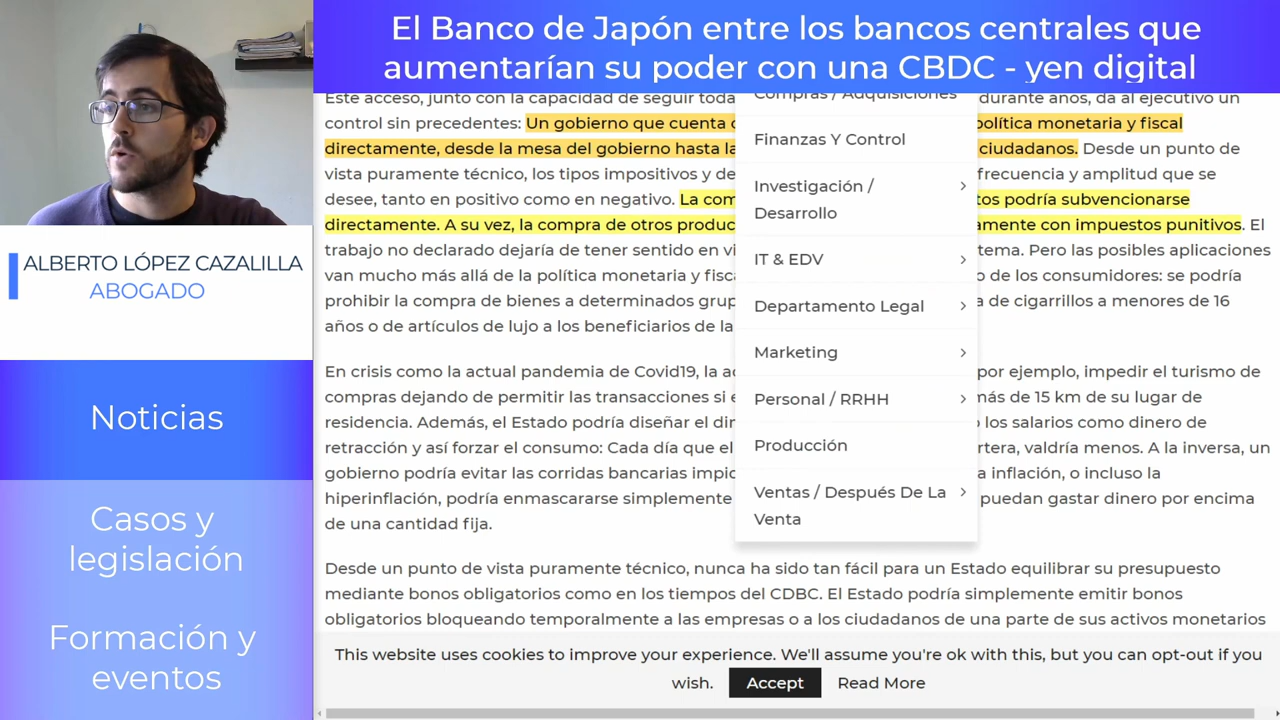 El Banco de Japón entre los bancos centrales que
aumentarían su poder con una CBDC - yen digital
ALBERTO LÓPEZ CAZALILLA
ABOGADO
Noticias
Casos y
legislación
Formación y
eventos
Este acceso, junto con la capacidad de seguir toda
durante años, da al ejecutivo un
control sin precedentes: Un gobierno que cuenta
política monetaria y fiscal
directamente, desde la mesa del gobierno hasta
ciudadanos. Desde un punto de
vista puramente técnico, los tipos impositivos y
frecuencia y amplitud que se
desee, tanto en positivo como en negativo. La
podría subvencionarse
directamente. A su vez, la compra de otros
con impuestos punitivos. El
trabajo no declarado dejaría de tener sentido en
Pero las posibles aplicaciones
van mucho más allá de la política monetaria y
de los consumidores: se podría
prohibir la compra de bienes a determinados
de cigarrillos a menores de 16
años o de artículos de lujo a los beneficiarios de la
Compras / Adquisiciones
Finanzas Y Control
Investigación /
Desarrollo
IT & EDV
Departamento Legal
Marketing
Personal / RRHH
Producción
Ventas / Después De La
Venta
En crisis como la actual pandemia de Covid19, la
por ejemplo, impedir el turismo de
compras dejando de permitir las transacciones si
más de 15 km de su lugar de
residencia. Además, el Estado podría diseñar el
los salarios como dinero de
retracción y así forzar el consumo: Cada día que el
valdría menos. A la inversa, un
gobierno podría evitar las corridas bancarias
la inflación, o incluso la
hiperinflación, podría enmascararse simplemente
puedan gastar dinero por encima
de una cantidad fija.
Desde un punto de vista puramente técnico, nunca ha sido tan fácil para un Estado equilibrar su presupuesto
mediante bonos obligatorios como en los tiempos del CDBC. El Estado podría simplemente emitir bonos
obligatorios bloqueando temporalmente a las empresas o a los ciudadanos de una parte de sus activos monetarios
This website uses cookies to improve your experience. We'll assume you're ok with this, but you can opt-out if you
wish. Accept Read More